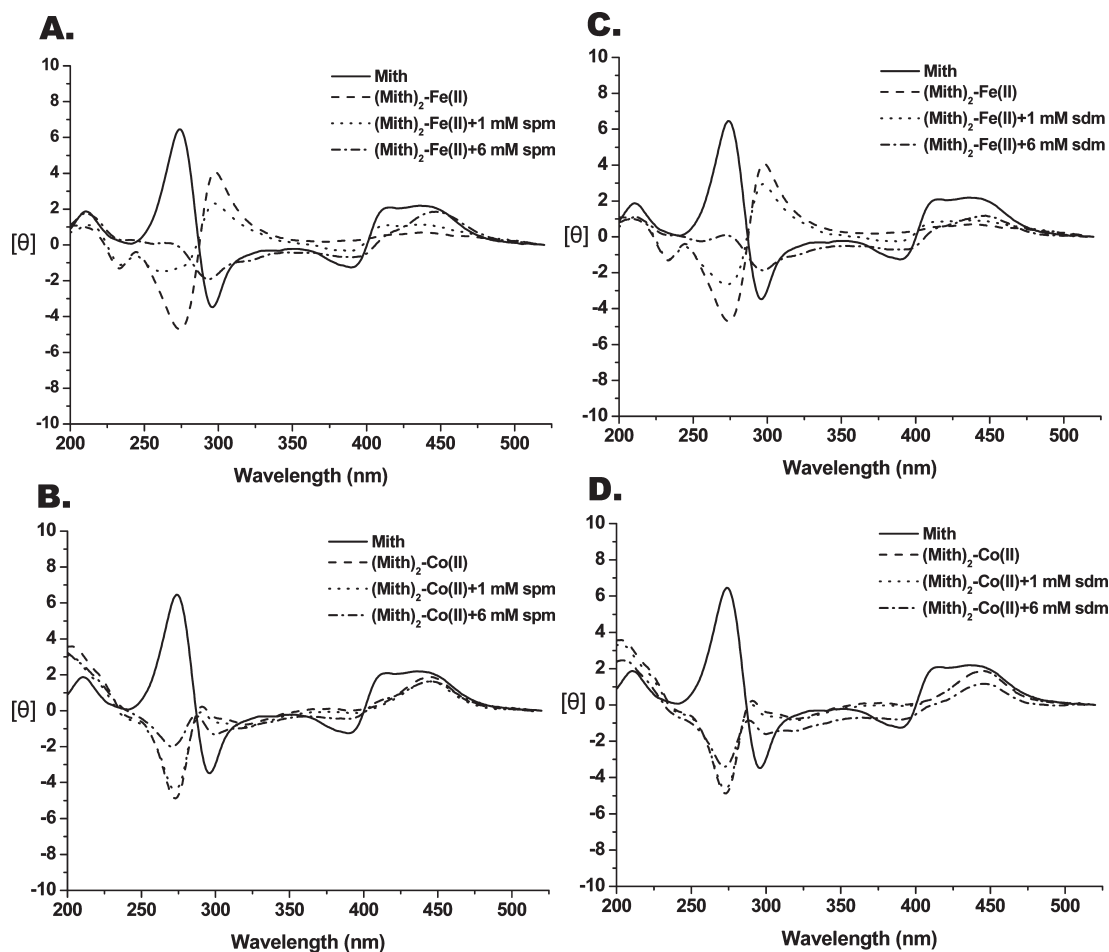 A.
10
8
6
4
2
0
-2
-4
-6
-8
-10
[θ]
Mith
(Mith)2-Fe(II)
(Mith)2-Fe(II)+1 mM spm
(Mith)2-Fe(II)+6 mM spm
200 250 300 350 400 450 500
Wavelength (nm)
C.
10
8
6
4
2
0
-2
-4
-6
-8
-10
[θ]
Mith
(Mith)2-Fe(II)
(Mith)2-Fe(II)+1 mM sdm
(Mith)2-Fe(II)+6 mM sdm
200 250 300 350 400 450 500
Wavelength (nm)
B.
10
8
6
4
2
0
-2
-4
-6
-8
-10
[θ]
Mith
(Mith)2-Co(II)
(Mith)2-Co(II)+1 mM spm
(Mith)2-Co(II)+6 mM spm
200 250 300 350 400 450 500
Wavelength (nm)
D.
10
8
6
4
2
0
-2
-4
-6
-8
-10
[θ]
Mith
(Mith)2-Co(II)
(Mith)2-Co(II)+1 mM sdm
(Mith)2-Co(II)+6 mM sdm
200 250 300 350 400 450 500
Wavelength (nm)